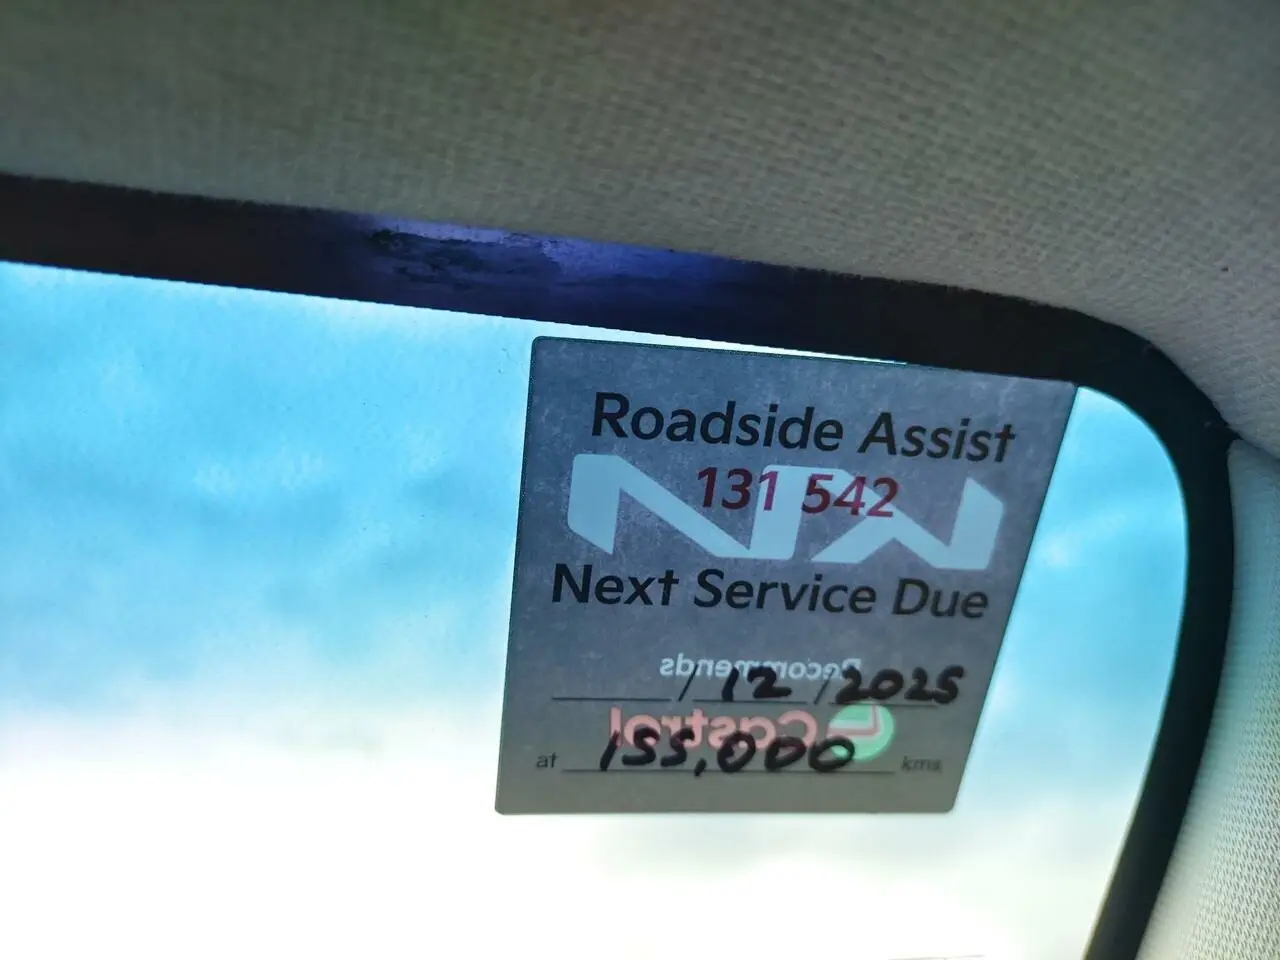 Roadside Assist
131 542
Next Service Due
Recommends
/ 12 / 2025
Castrol
at 155,000 kms